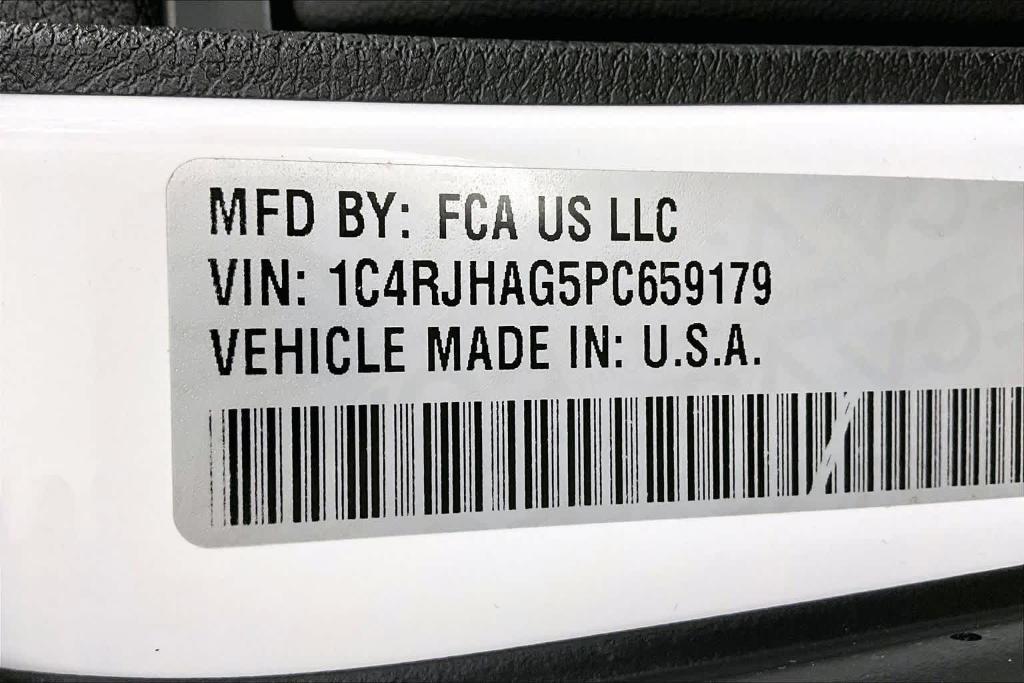 MFD BY: FCA US LLC
VIN: 1C4RJHAG5PC659179
VEHICLE MADE IN: U.S.A.